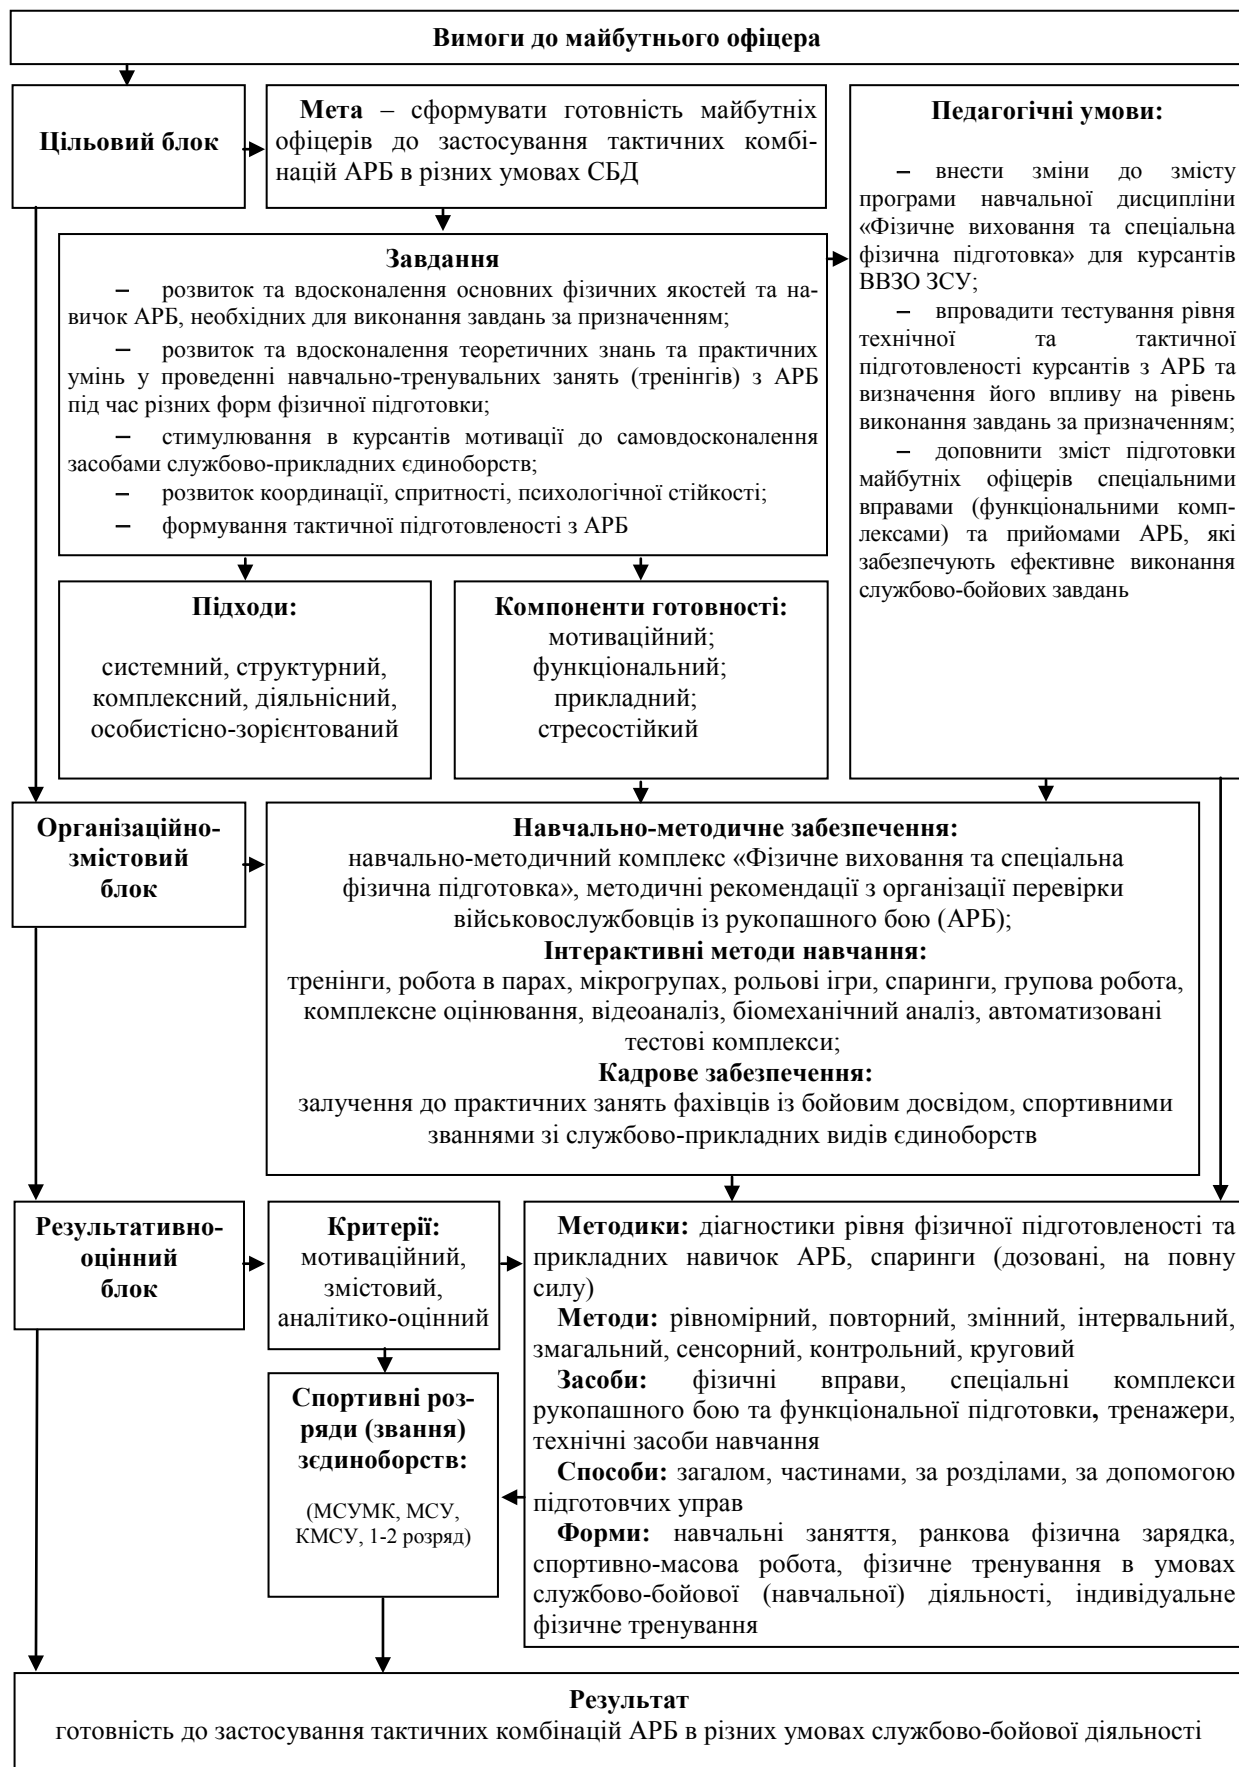 Вимоги до майбутнього офіцера
Цільовий блок
Мета – сформувати готовність майбутніх
офіцерів до застосування тактичних комбі-
націй АРБ в різних умовах СБД
Педагогічні умови:
– внести зміни до змісту
програми навчальної дисципліни
«Фізичне виховання та спеціальна
фізична підготовка» для курсантів
ВВЗО ЗСУ;
– впровадити тестування рівня
технічної та тактичної
підготовленості курсантів з АРБ та
визначення його впливу на рівень
виконання завдань за призначенням;
– доповнити зміст підготовки
майбутніх офіцерів спеціальними
вправами (функціональними комп-
лексами) та прийомами АРБ, які
забезпечують ефективне виконання
службово-бойових завдань
Завдання
– розвиток та вдосконалення основних фізичних якостей та на-
вичок АРБ, необхідних для виконання завдань за призначенням;
– розвиток та вдосконалення теоретичних знань та практичних
умінь у проведенні навчально-тренувальних занять (тренінгів) з АРБ
під час різних форм фізичної підготовки;
– стимулювання в курсантів мотивації до самовдосконалення
засобами службово-прикладних єдиноборств;
– розвиток координації, спритності, психологічної стійкості;
– формування тактичної підготовленості з АРБ
Підходи:
системний, структурний,
комплексний, діяльнісний,
особистісно-зорієнтований
Компоненти готовності:
мотиваційний;
функціональний;
прикладний;
стресостійкий
Організаційно-
змістовий
блок
Навчально-методичне забезпечення:
навчально-методичний комплекс «Фізичне виховання та спеціальна
фізична підготовка», методичні рекомендації з організації перевірки
військовослужбовців із рукопашного бою (АРБ);
Інтерактивні методи навчання:
тренінги, робота в парах, мікрогрупах, рольові ігри, спаринги, групова робота,
комплексне оцінювання, відеоаналіз, біомеханічний аналіз, автоматизовані
тестові комплекси;
Кадрове забезпечення:
залучення до практичних занять фахівців із бойовим досвідом, спортивними
званнями зі службово-прикладних видів єдиноборств
Результативно-
оцінний
блок
Критерії:
мотиваційний,
змістовий,
аналітико-оцінний
Спортивні роз-
ряди (звання)
зєдиноборств:
(МСУМК, МСУ,
КМСУ, 1-2 розряд)
Методики: діагностики рівня фізичної підготовленості та
прикладних навичок АРБ, спаринги (дозовані, на повну
силу)
Методи: рівномірний, повторний, змінний, інтервальний,
змагальний, сенсорний, контрольний, круговий
Засоби: фізичні вправи, спеціальні комплекси
рукопашного бою та функціональної підготовки, тренажери,
технічні засоби навчання
Способи: загалом, частинами, за розділами, за допомогою
підготовчих управ
Форми: навчальні заняття, ранкова фізична зарядка,
спортивно-масова робота, фізичне тренування в умовах
службово-бойової (навчальної) діяльності, індивідуальне
фізичне тренування
Результат
готовність до застосування тактичних комбінацій АРБ в різних умовах службово-бойової діяльності